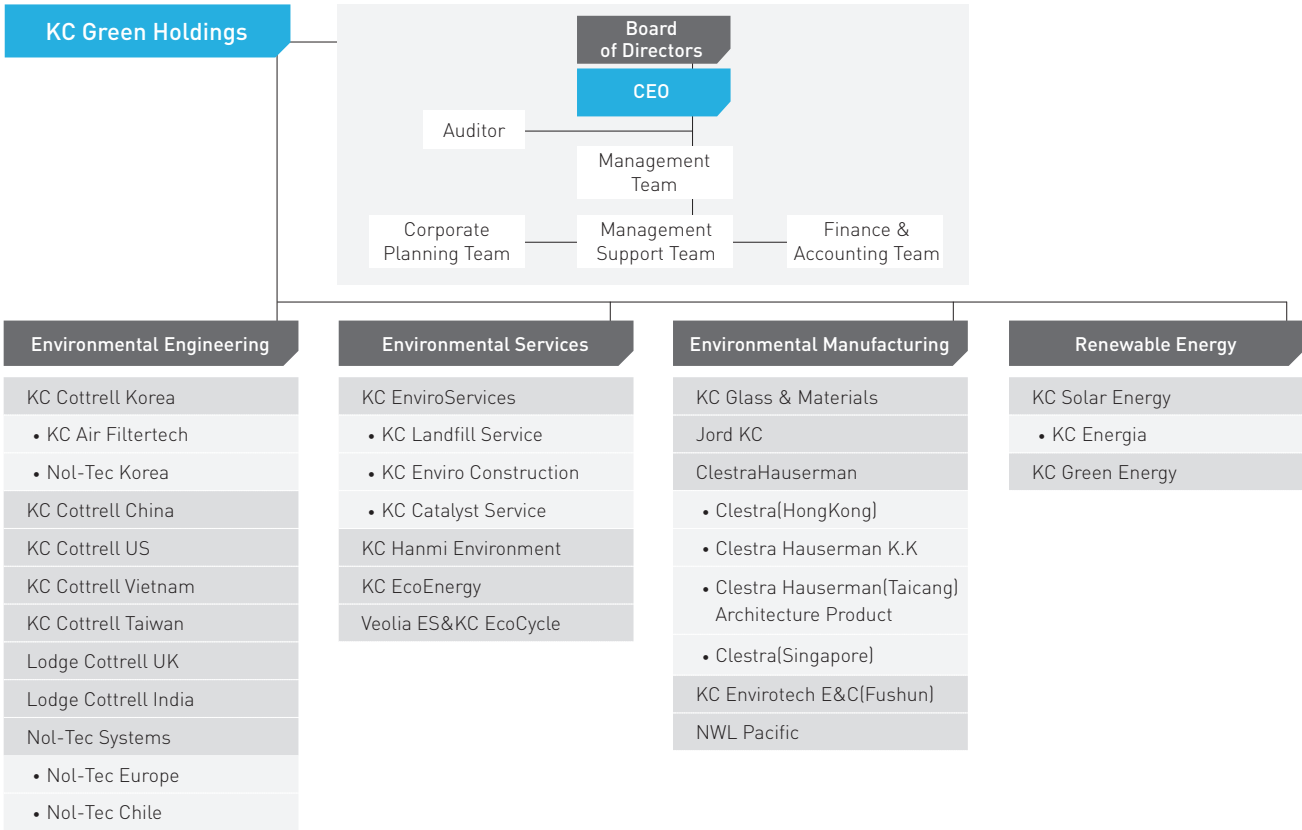 KC Green Holdings
Board
of Directors
CEO
Auditor
Management
Team
Corporate
Planning Team
Management
Support Team
Finance &
Accounting Team
Environmental Engineering
KC Cottrell Korea
• KC Air Filtertech
• Nol-Tec Korea
KC Cottrell China
KC Cottrell US
KC Cottrell Vietnam
KC Cottrell Taiwan
Lodge Cottrell UK
Lodge Cottrell India
Nol-Tec Systems
• Nol-Tec Europe
• Nol-Tec Chile
Environmental Services
KC EnviroServices
• KC Landfill Service
• KC Enviro Construction
• KC Catalyst Service
KC Hanmi Environment
KC EcoEnergy
Veolia ES&KC EcoCycle
Environmental Manufacturing
KC Glass & Materials
Jord KC
ClestraHauserman
• Clestra(HongKong)
• Clestra Hauserman K.K
• Clestra Hauserman(Taicang)
Architecture Product
• Clestra(Singapore)
KC Envirotech E&C(Fushun)
NWL Pacific
Renewable Energy
KC Solar Energy
• KC Energia
KC Green Energy